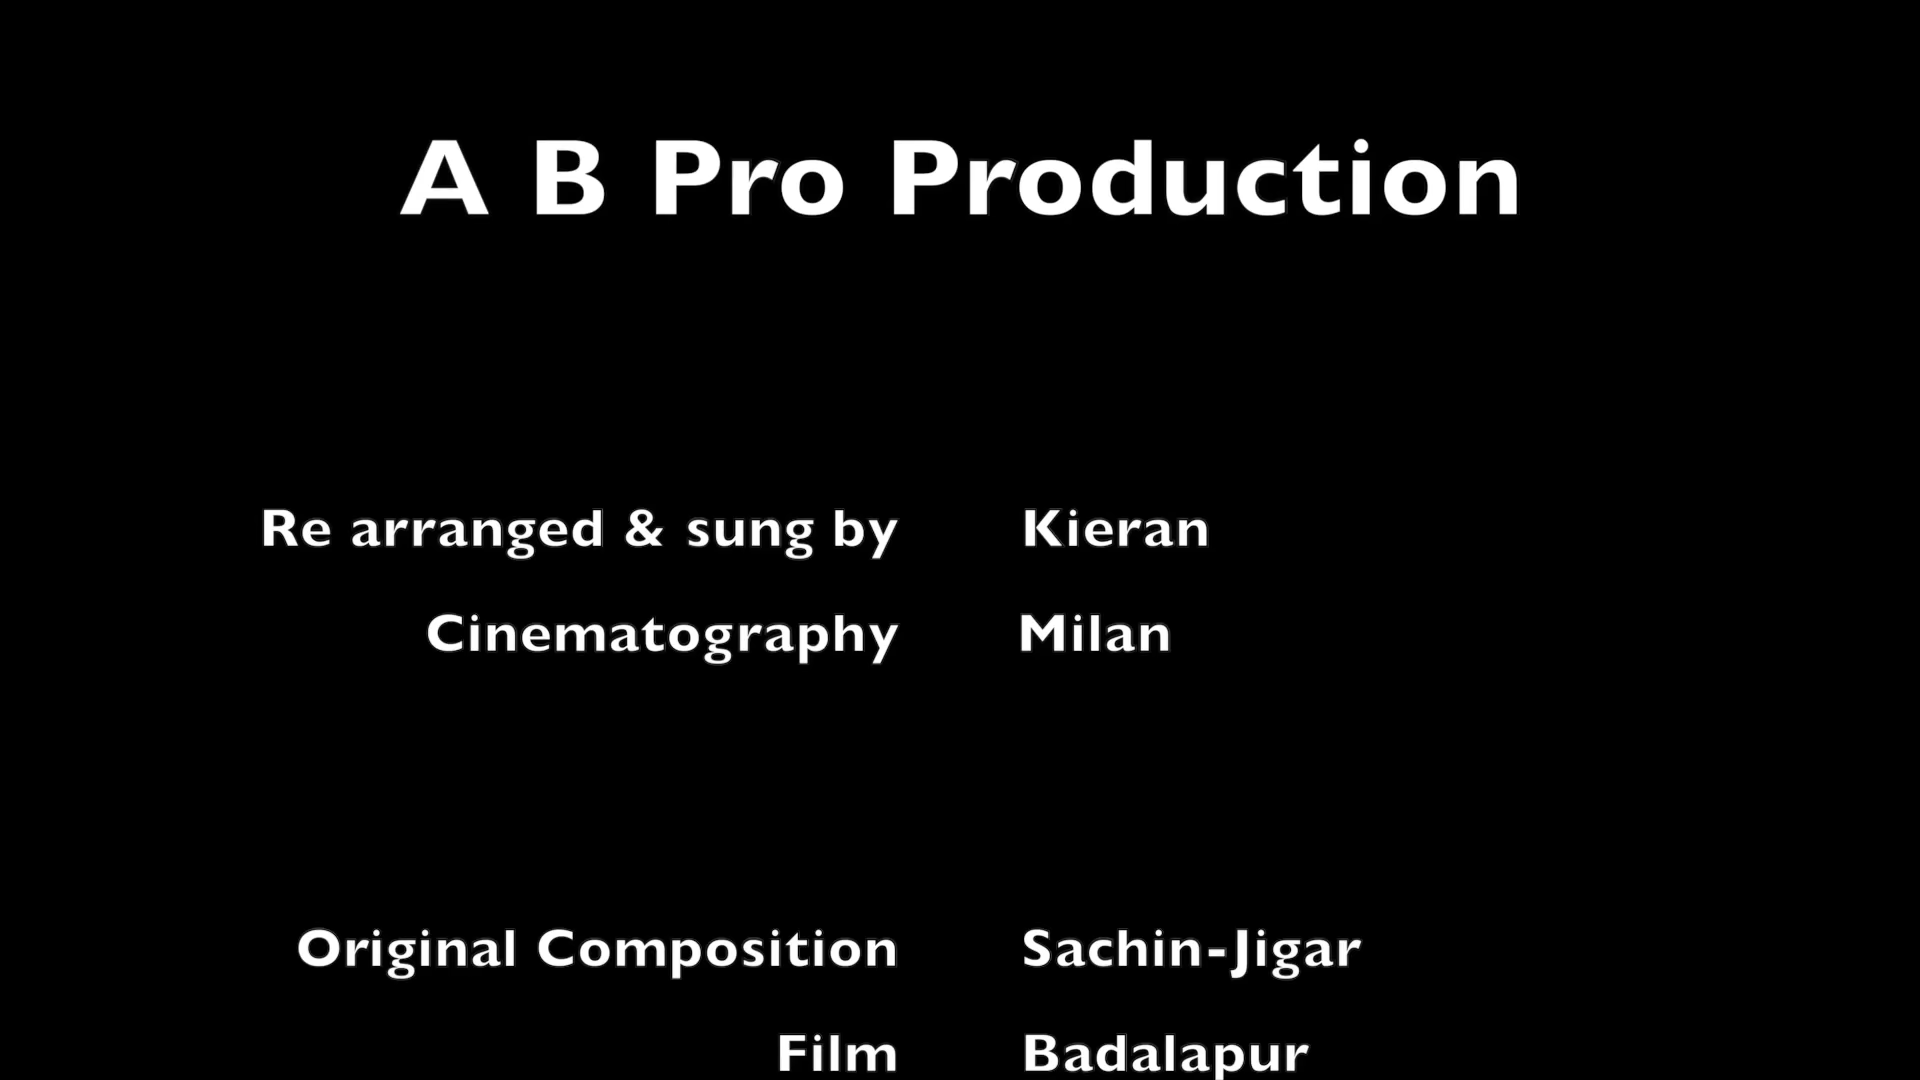 A B Pro Production
Re arranged & sung by Kieran
Cinematography Milan
Original Composition Sachin-Jigar
Film Badalapur